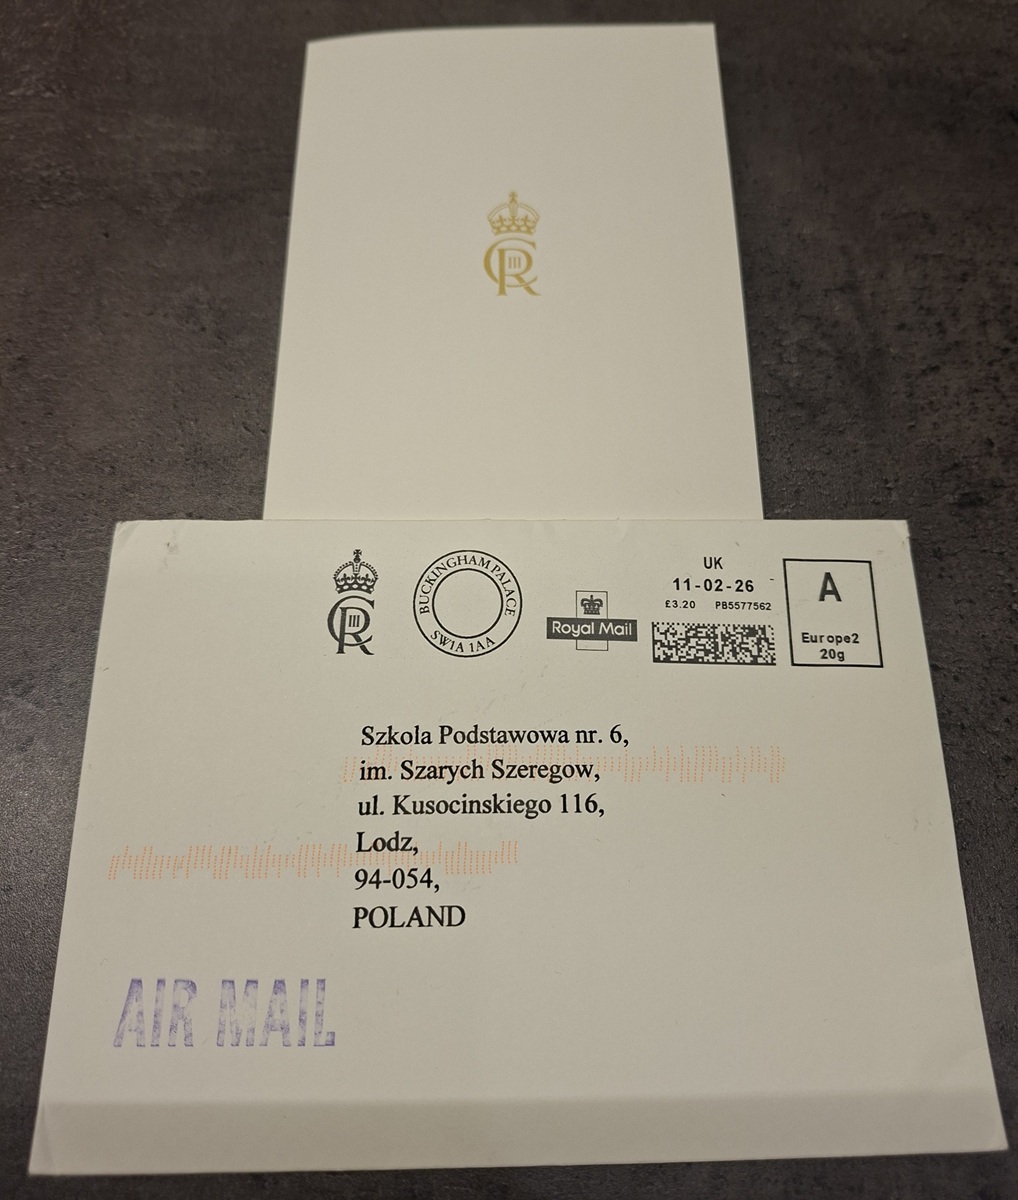 CR III
CR III
BUCKINGHAM PALACE
SW1A 1AA
Royal Mail
UK
11-02-26
£3.20 PB5577562
A
Europe2
20g
Szkola Podstawowa nr. 6,
im. Szarych Szeregow,
ul. Kusocinskiego 116,
Lodz,
94-054,
POLAND
AIR MAIL